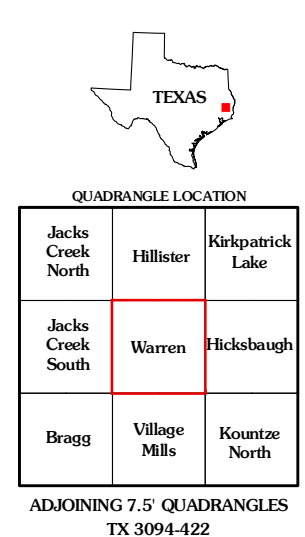 TEXAS
QUADRANGLE LOCATION
Jacks
Creek
North
Hillister
Kirkpatrick
Lake
Jacks
Creek
South
Warren
Hicksbaugh
Bragg
Village
Mills
Kountze
North
ADJOINING 7.5' QUADRANGLES
TX 3094-422